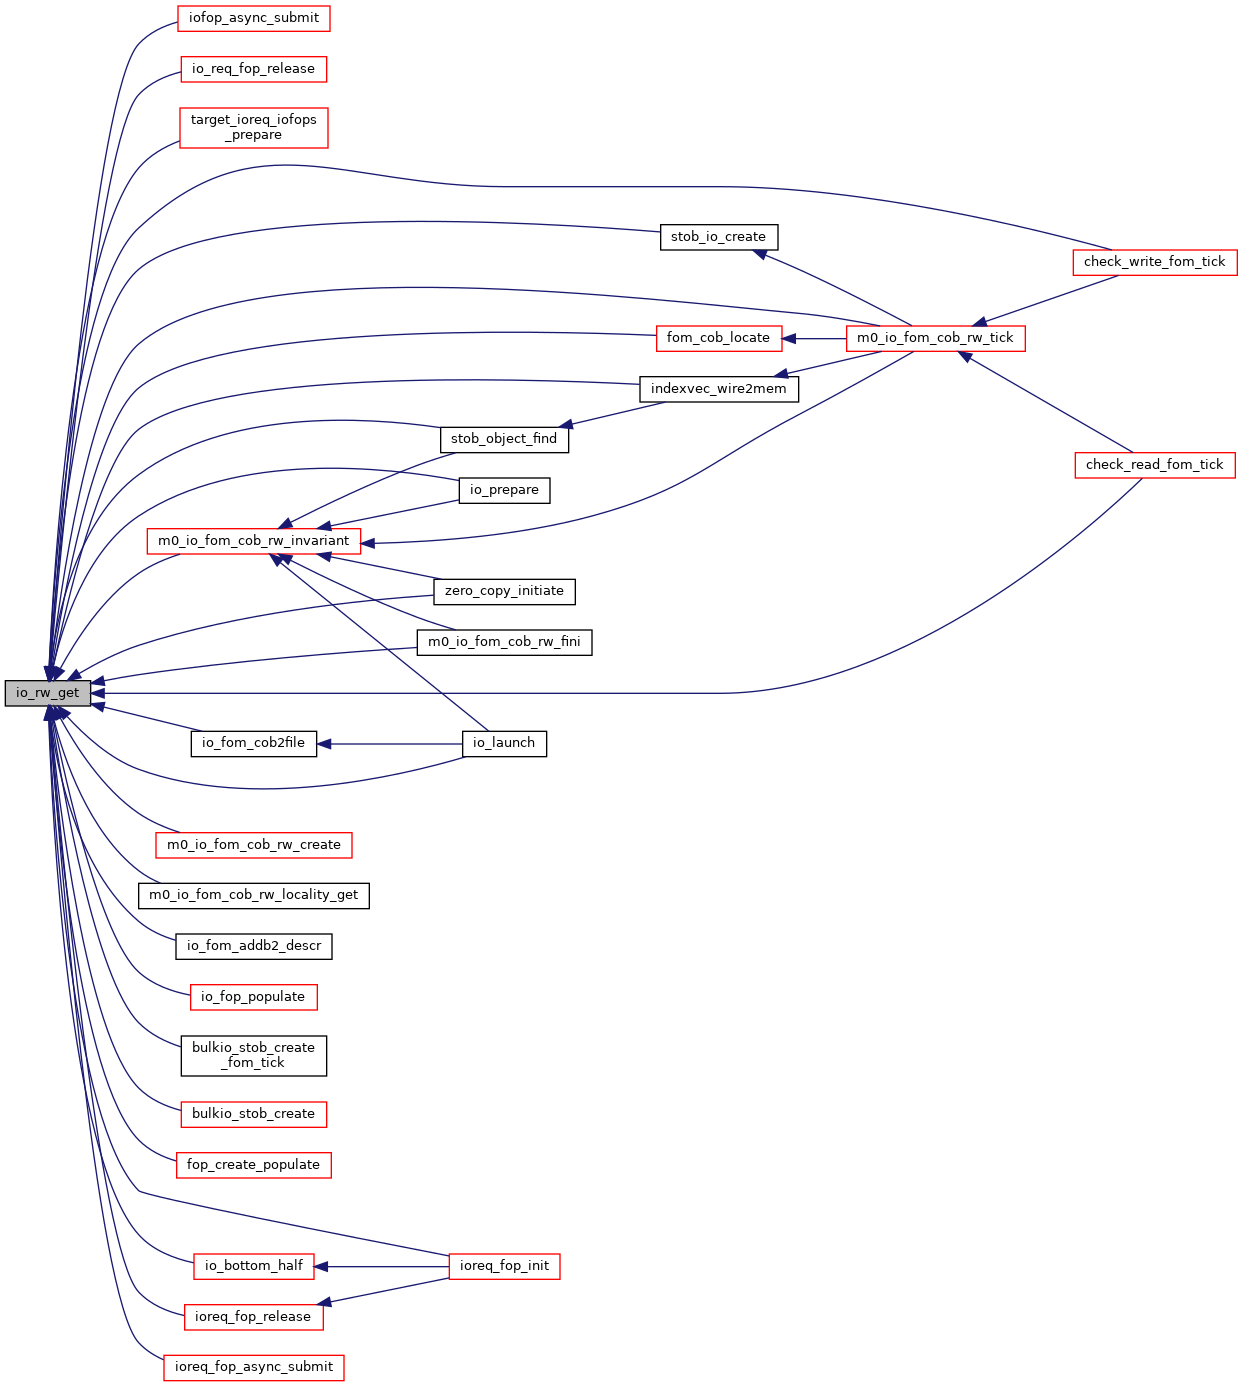 iofop_async_submit
io_req_fop_release
target_ioreq_iofops
_prepare
stob_io_create
check_write_fom_tick
fom_cob_locate
m0_io_fom_cob_rw_tick
indexvec_wire2mem
stob_object_find
check_read_fom_tick
io_prepare
m0_io_fom_cob_rw_invariant
zero_copy_initiate
m0_io_fom_cob_rw_fini
io_rw_get
io_fom_cob2file
io_launch
m0_io_fom_cob_rw_create
m0_io_fom_cob_rw_locality_get
io_fom_addb2_descr
io_fop_populate
bulkio_stob_create
_fom_tick
bulkio_stob_create
fop_create_populate
io_bottom_half
ioreq_fop_init
ioreq_fop_release
ioreq_fop_async_submit